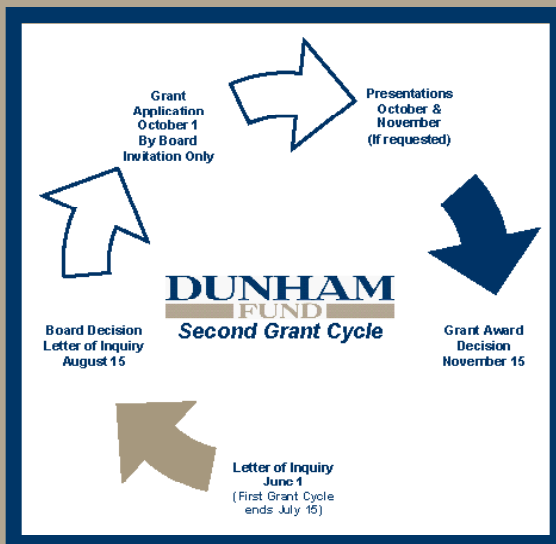 Grant
Application
October 1
By Board
Invitation Only
Presentations
October &
November
(If requested)
DUNHAM
FUND
Second Grant Cycle
Board Decision
Letter of Inquiry
August 15
Grant Award
Decision
November 15
Letter of Inquiry
June 1
(First Grant Cycle
ends July 15)